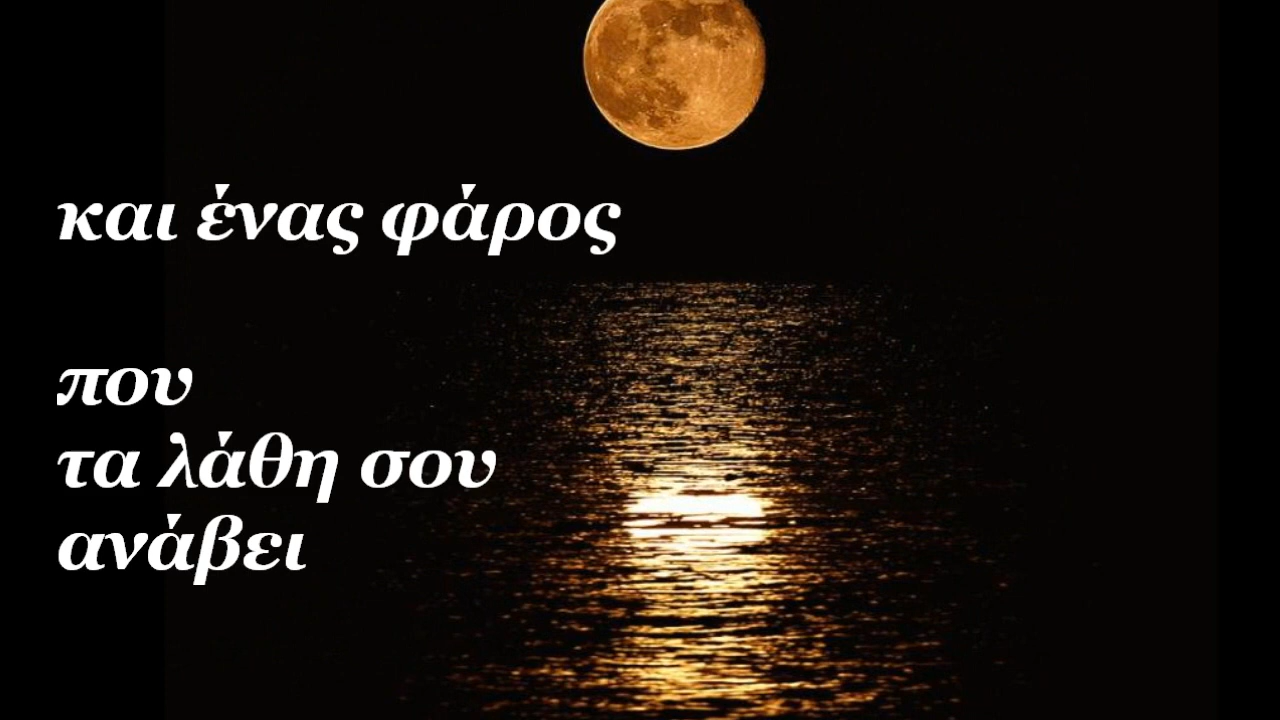 και ένας φάρος
που
τα λάθη σου
ανάβει